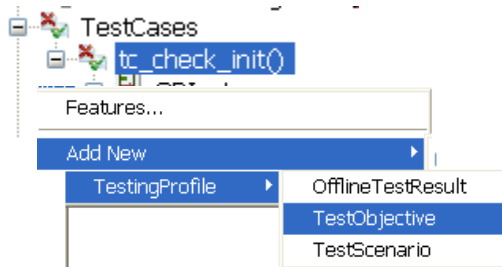 TestCases
tc_check_init()
Features...
Add New
TestingProfile
OfflineTestResult
TestObjective
TestScenario